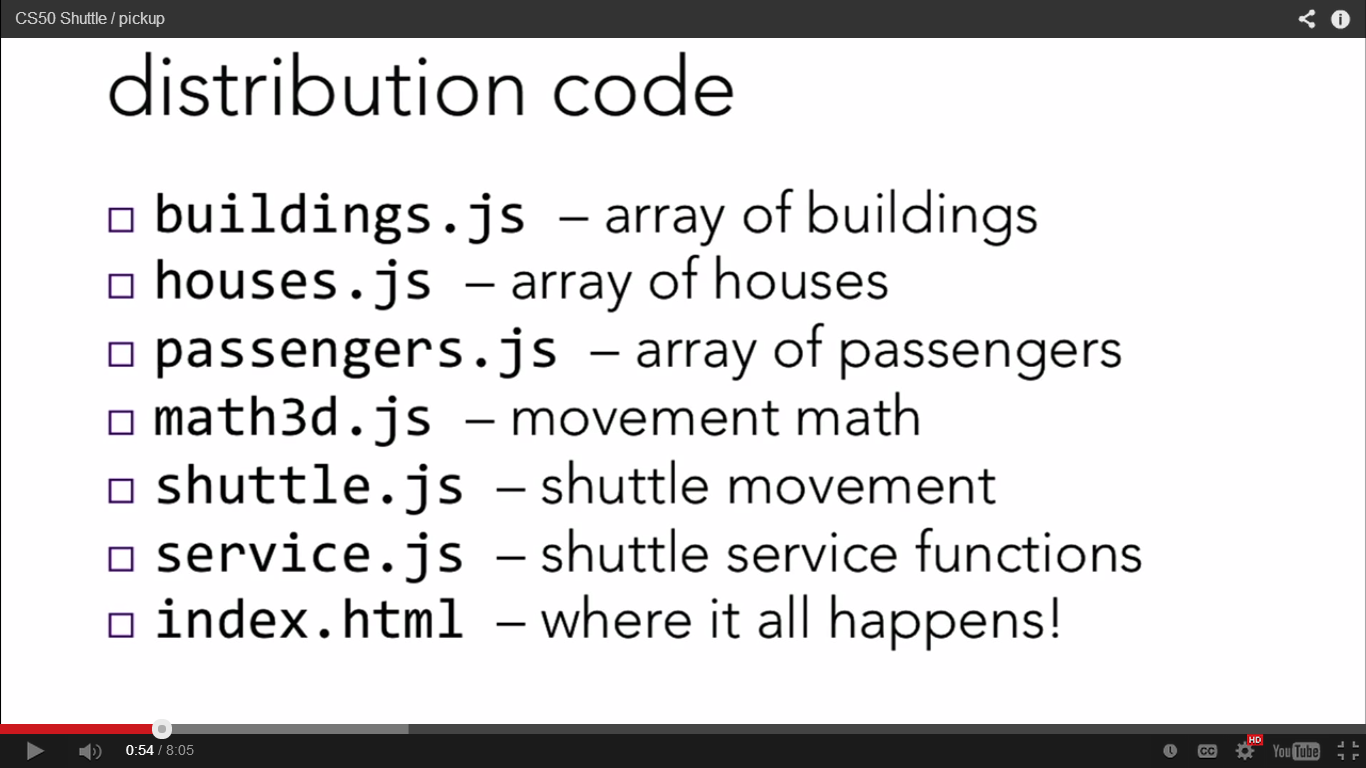 CS50 Shuttle / pickup
distribution code
buildings.js – array of buildings
houses.js – array of houses
passengers.js – array of passengers
math3d.js – movement math
shuttle.js – shuttle movement
service.js – shuttle service functions
index.html – where it all happens!
0:54 / 8:05
CC
HD
YouTube